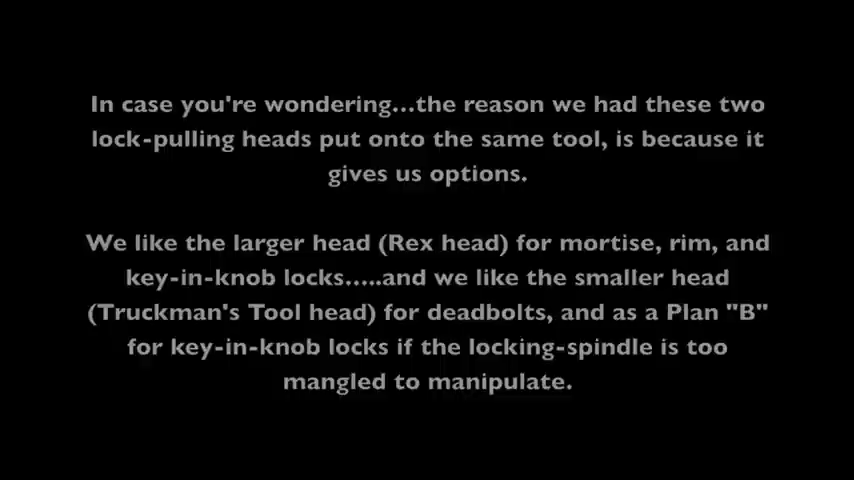 In case you're wondering...the reason we had these two
lock-pulling heads put onto the same tool, is because it
gives us options.
We like the larger head (Rex head) for mortise, rim, and
key-in-knob locks.....and we like the smaller head
(Truckman's Tool head) for deadbolts, and as a Plan "B"
for key-in-knob locks if the locking-spindle is too
mangled to manipulate.